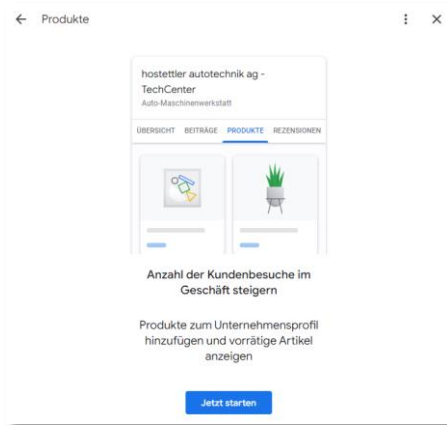 Produkte
hostettler autotechnik ag -
TechCenter
Auto-Maschinenwerkstatt
ÜBERSICHT BEITRÄGE PRODUKTE REZENSIONEN
Anzahl der Kundenbesuche im
Geschäft steigern
Produkte zum Unternehmensprofil
hinzufügen und vorrätige Artikel
anzeigen
Jetzt starten